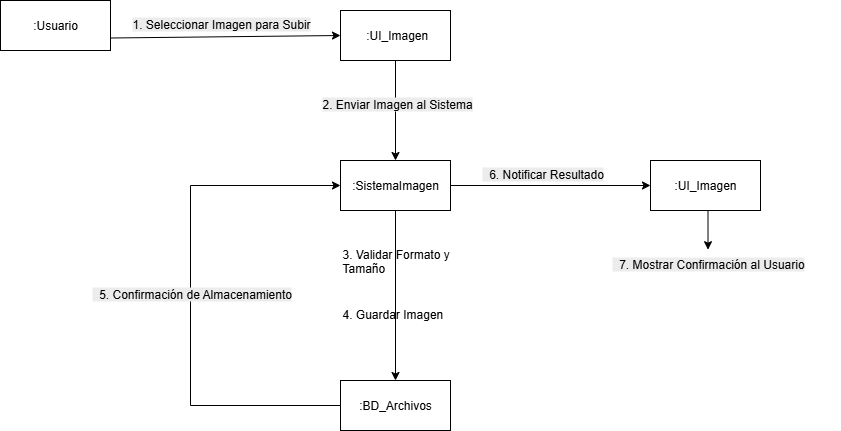 :Usuario
1. Seleccionar Imagen para Subir
:UI_Imagen
2. Enviar Imagen al Sistema
:SistemaImagen
6. Notificar Resultado
:UI_Imagen
3. Validar Formato y
Tamaño
7. Mostrar Confirmación al Usuario
5. Confirmación de Almacenamiento
4. Guardar Imagen
:BD_Archivos